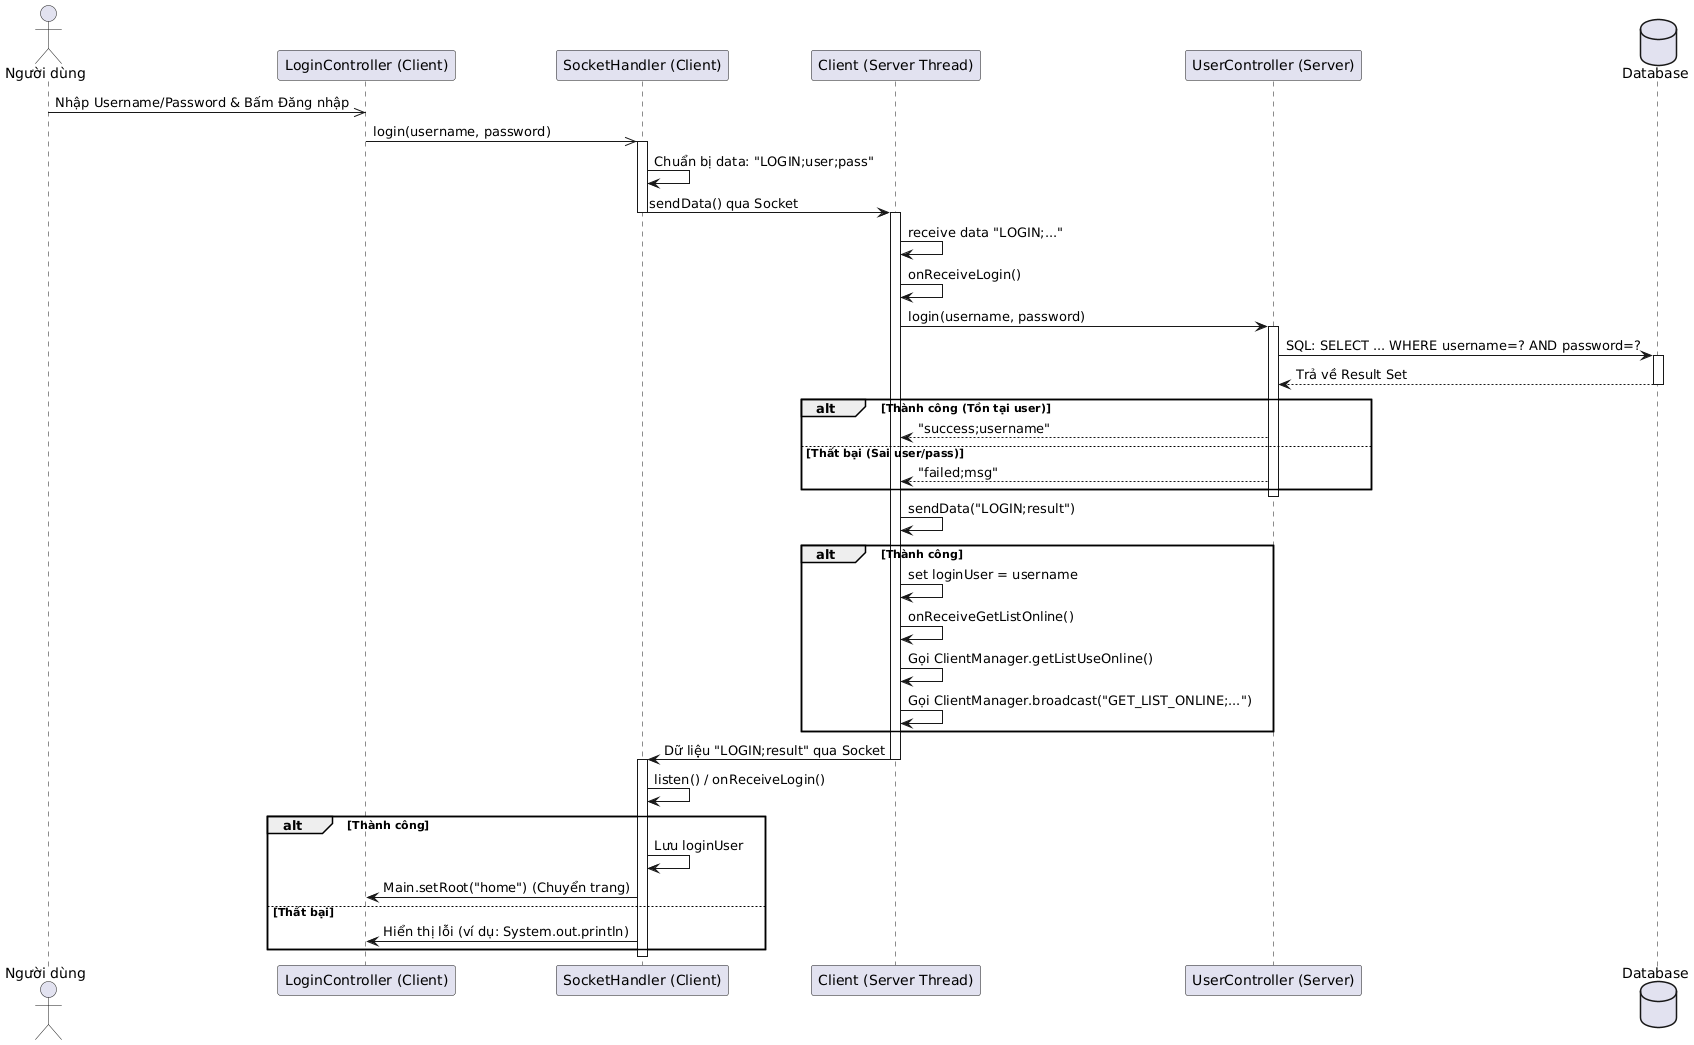 Người dùng
LoginController (Client)
SocketHandler (Client)
Client (Server Thread)
UserController (Server)
Database
Nhập Username/Password & Bấm Đăng nhập
login(username, password)
Chuẩn bị data: "LOGIN;user;pass"
sendData() qua Socket
receive data "LOGIN;..."
onReceiveLogin()
login(username, password)
SQL: SELECT ... WHERE username=? AND password=?
Trả về Result Set
alt [Thành công (Tồn tại user)]
"success;username"
[Thất bại (Sai user/pass)]
"failed;msg"
sendData("LOGIN;result")
alt [Thành công]
set loginUser = username
onReceiveGetListOnline()
Gọi ClientManager.getListUseOnline()
Gọi ClientManager.broadcast("GET_LIST_ONLINE;...")
Dữ liệu "LOGIN;result" qua Socket
listen() / onReceiveLogin()
alt [Thành công]
Lưu loginUser
Main.setRoot("home") (Chuyển trang)
[Thất bại]
Hiển thị lỗi (ví dụ: System.out.println)
Người dùng
LoginController (Client)
SocketHandler (Client)
Client (Server Thread)
UserController (Server)
Database